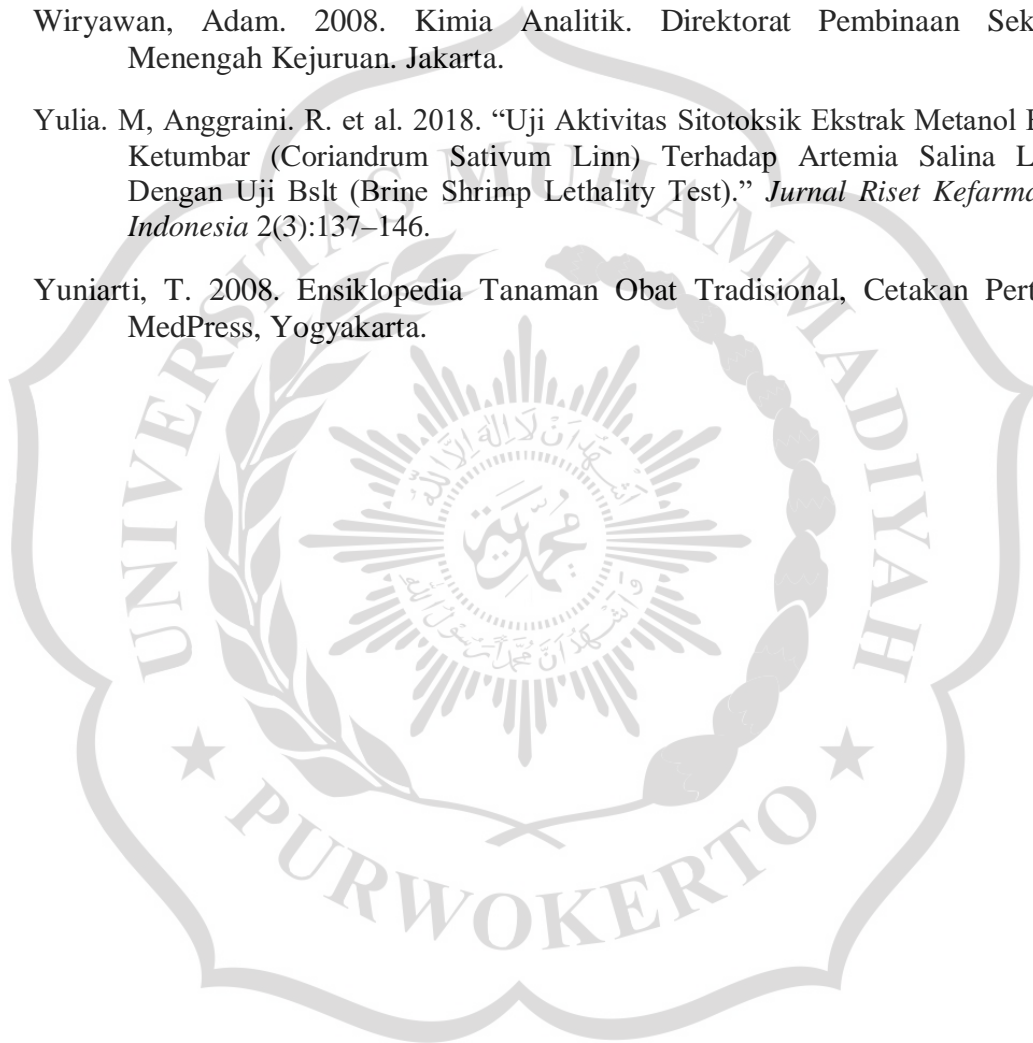 Wiryawan, Adam. 2008. Kimia Analitik. Direktorat Pembinaan Sek
Menengah Kejuruan. Jakarta.
Yulia. M, Anggraini. R. et al. 2018. “Uji Aktivitas Sitotoksik Ekstrak Metanol
Ketumbar (Coriandrum Sativum Linn) Terhadap Artemia Salina L
Dengan Uji Bslt (Brine Shrimp Lethality Test).” Jurnal Riset Kefarma
Indonesia 2(3):137–146.
Yuniarti, T. 2008. Ensiklopedia Tanaman Obat Tradisional, Cetakan Pert
MedPress, Yogyakarta.
UNIVERSITAS MUHAMMADIYAH
PURWOKERTO